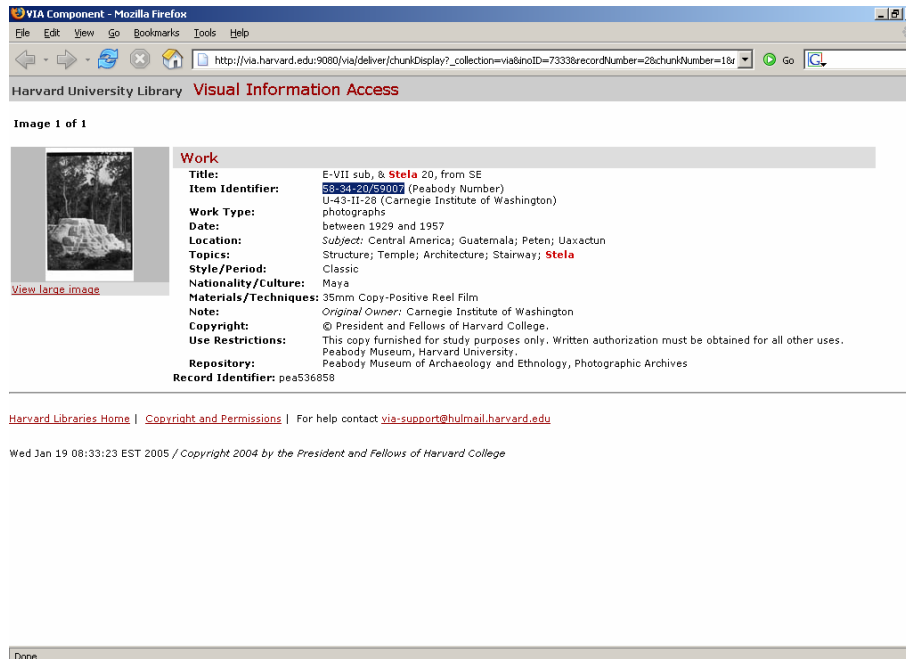 VIA Component - Mozilla Firefox
File Edit View Go Bookmarks Tools Help
http://via.harvard.edu:9080/via/deliver/chunkDisplay?_collection=via&inoID=7333&recordNumber=2&chunkNumber=1&r Go G
Harvard University Library Visual Information Access
Image 1 of 1
Work
Title: E-VII sub, & Stela 20, from SE
Item Identifier: 58-34-20/59007 (Peabody Number)
U-43-II-28 (Carnegie Institute of Washington)
Work Type: photographs
Date: between 1929 and 1957
Location: Subject: Central America; Guatemala; Peten; Uaxactun
Topics: Structure; Temple; Architecture; Stairway; Stela
Style/Period: Classic
Nationality/Culture: Maya
Materials/Techniques: 35mm Copy-Positive Reel Film
Note: Original Owner: Carnegie Institute of Washington
Copyright: © President and Fellows of Harvard College.
Use Restrictions: This copy furnished for study purposes only. Written authorization must be obtained for all other uses.
Peabody Museum, Harvard University.
Repository: Peabody Museum of Archaeology and Ethnology, Photographic Archives
Record Identifier: pea536858
View large image
Harvard Libraries Home | Copyright and Permissions | For help contact via-support@hulmail.harvard.edu
Wed Jan 19 08:33:23 EST 2005 / Copyright 2004 by the President and Fellows of Harvard College
Done